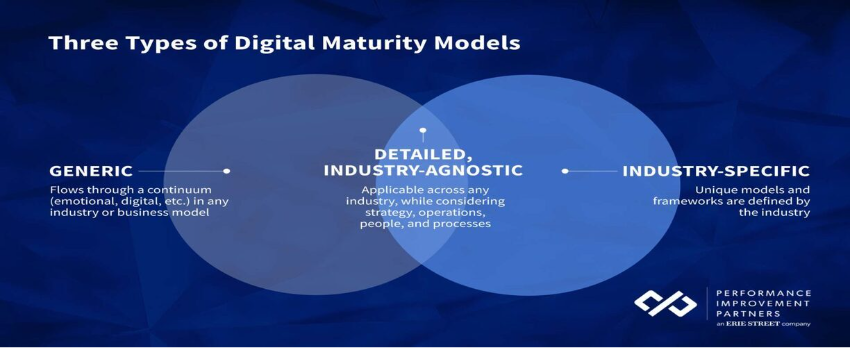 Three Types of Digital Maturity Models
GENERIC
Flows through a continuum
(emotional, digital, etc.) in any
industry or business model
DETAILED,
INDUSTRY-AGNOSTIC
Applicable across any
industry, while considering
strategy, operations,
people, and processes
INDUSTRY-SPECIFIC
Unique models and
frameworks are defined by
the industry
PERFORMANCE
IMPROVEMENT
PARTNERS
an ERIE STREET company